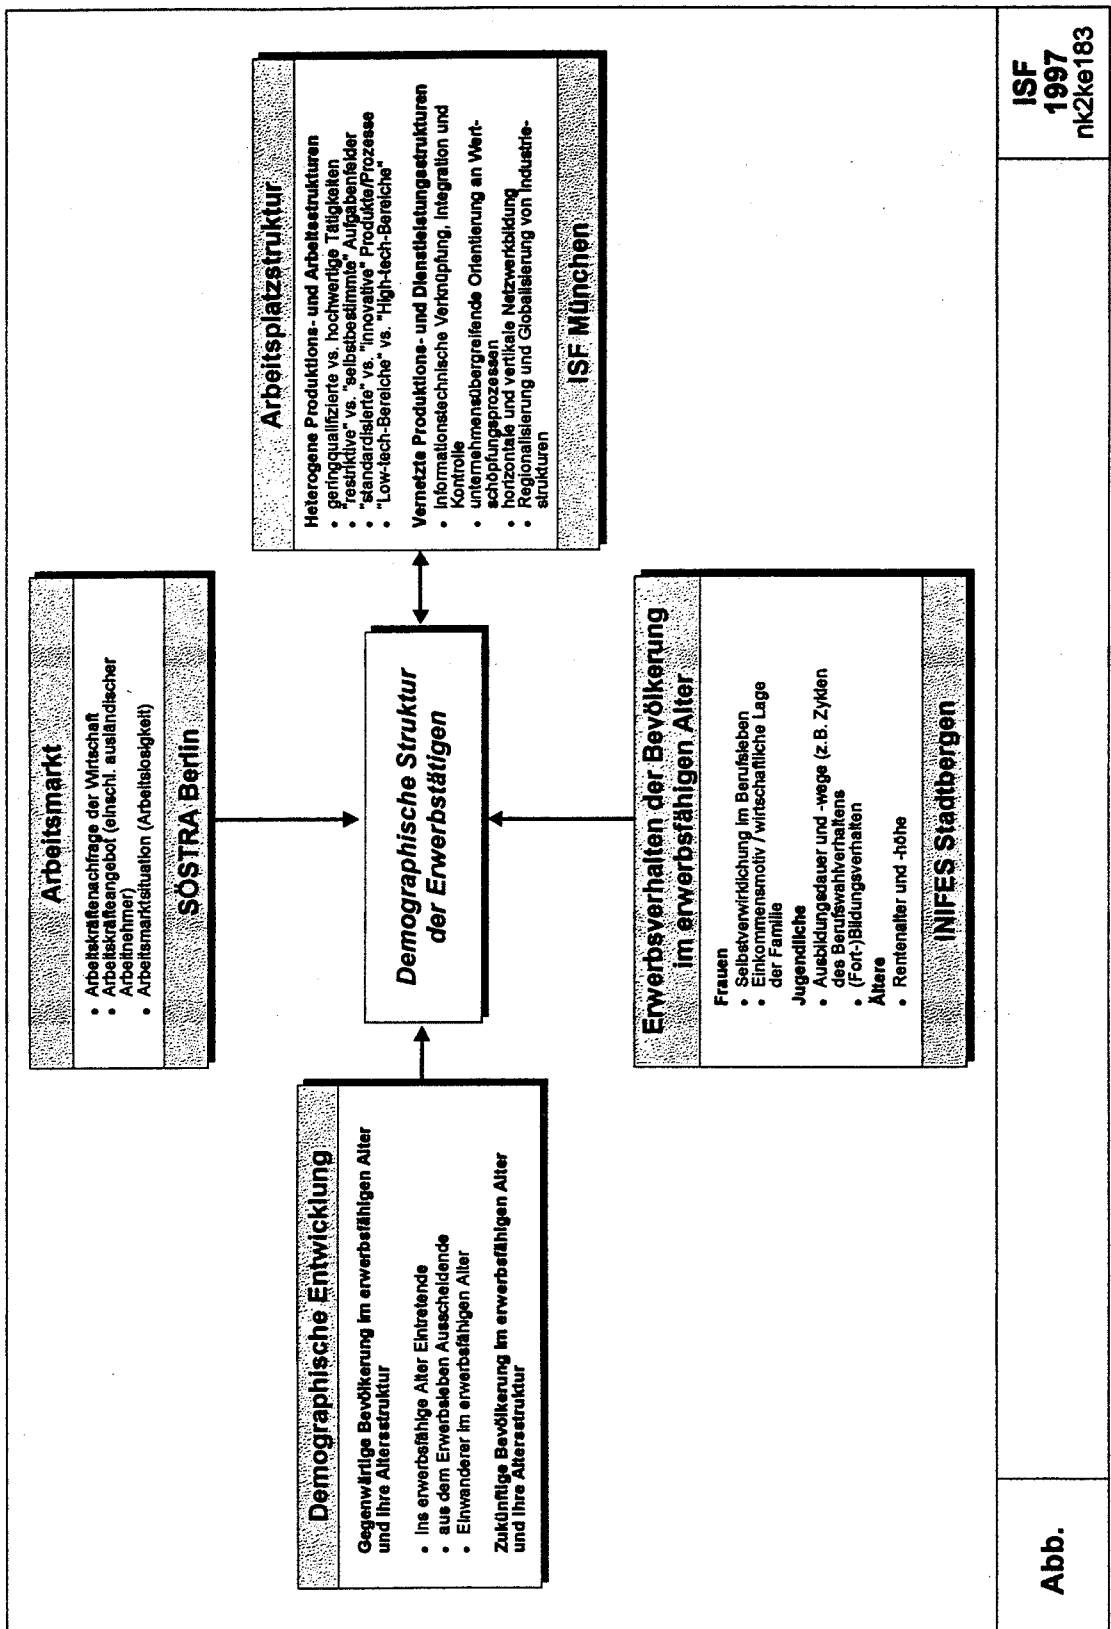 Arbeitsmarkt
• Arbeitskräftenachfrage der Wirtschaft
• Arbeitskräfteangebot (einschl. ausländischer
Arbeitnehmer)
• Arbeitsmarktsituation (Arbeitslosigkeit)
SÖSTRA Berlin
Demographische Entwicklung
Gegenwärtige Bevölkerung im erwerbsfähigen Alter
und ihre Altersstruktur
• Ins erwerbsfähige Alter Eintretende
• aus dem Erwerbsleben Ausscheidende
• Einwanderer im erwerbsfähigen Alter
Zukünftige Bevölkerung im erwerbsfähigen Alter
und ihre Altersstruktur
Demographische Struktur
der Erwerbstätigen
Arbeitsplatzstruktur
Heterogene Produktions- und Arbeitsstrukturen
• geringqualifizierte vs. hochwertige Tätigkeiten
• "restriktive" vs. "selbstbestimmte" Aufgabenfelder
• "standardisierte" vs. "innovative" Produkte/Prozesse
• "Low-tech-Bereiche" vs. "High-tech-Bereiche"
Vernetzte Produktions- und Dienstleistungsstrukturen
• Informationstechnische Verknüpfung, Integration und
Kontrolle
• unternehmensübergreifende Orientierung an Wert-
schöpfungsprozessen
• horizontale und vertikale Netzwerkbildung
• Regionalisierung und Globalisierung von Industrie-
strukturen
ISF München
Erwerbsverhalten der Bevölkerung
im erwerbsfähigen Alter
Frauen
• Selbstverwirklichung im Berufsleben
• Einkommensmotiv / wirtschaftliche Lage
der Familie
Jugendliche
• Ausbildungsdauer und -wege (z.B. Zyklen
des Berufswahlverhaltens
• (Fort-)Bildungsverhalten
Ältere
• Rentenalter und -höhe
INIFES Stadtbergen
Abb.
ISF
1997
nk2ke183